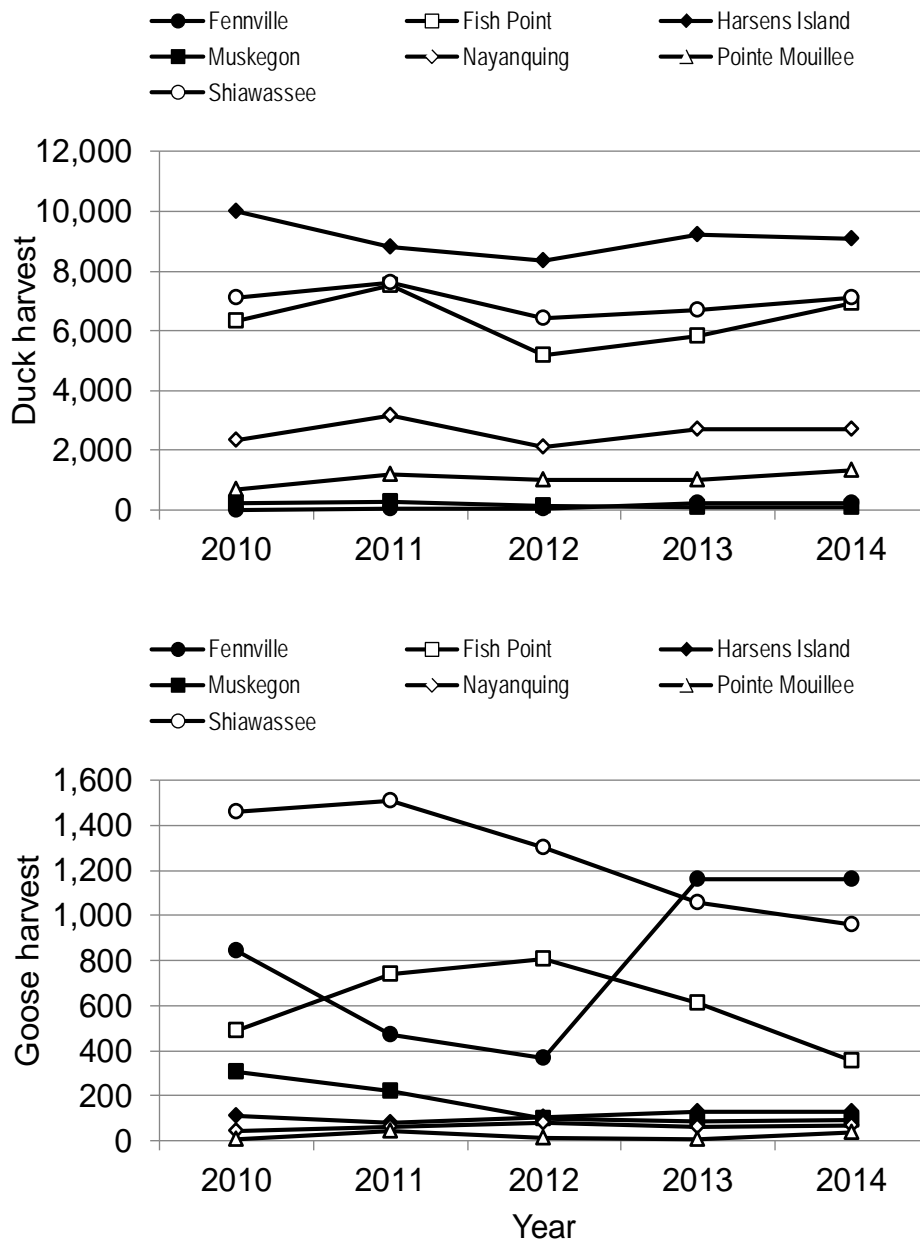 Fennville Fish Point Harsens Island
Muskegon Nayanquing Pointe Mouillee
Shiawassee
12,000
10,000
8,000
6,000
4,000
2,000
0
Duck harvest
2010 2011 2012 2013 2014
Fennville Fish Point Harsens Island
Muskegon Nayanquing Pointe Mouillee
Shiawassee
1,600
1,400
1,200
1,000
800
600
400
200
0
Goose harvest
2010 2011 2012 2013 2014
Year